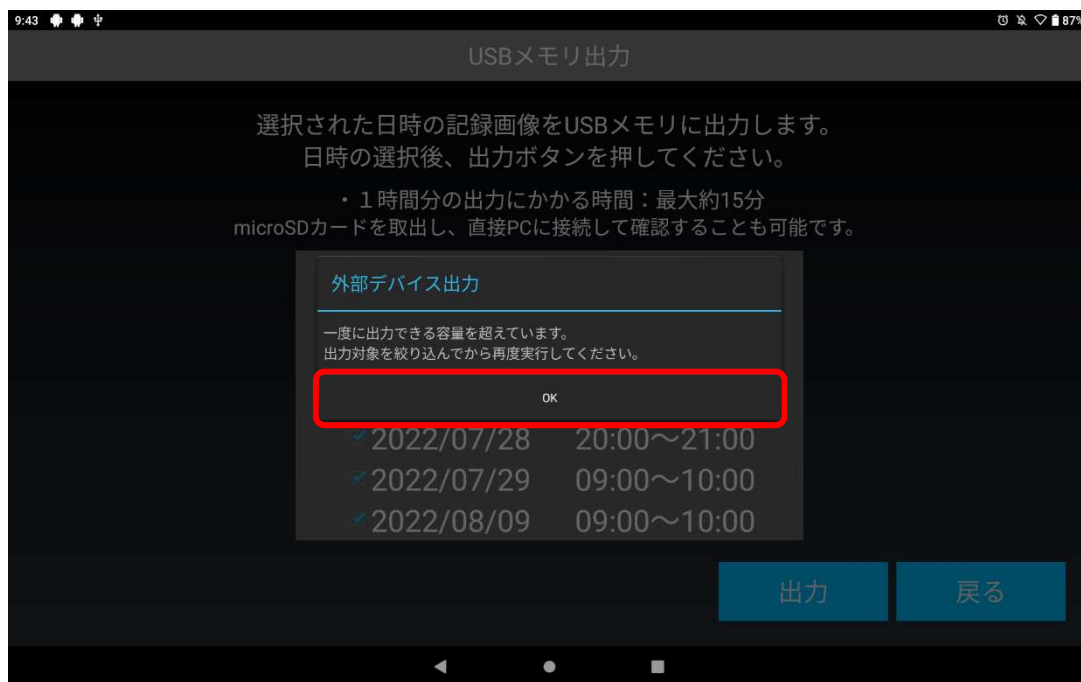 9:43
87%
USBメモリ出力
選択された日時の記録画像をUSBメモリに出力します。
日時の選択後、出力ボタンを押してください。
・１時間分の出力にかかる時間：最大約15分
microSDカードを取出し、直接PCに接続して確認することも可能です。
外部デバイス出力
一度に出力できる容量を超えています。
出力対象を絞り込んでから再度実行してください。
OK
2022/07/28 20:00～21:00
2022/07/29 09:00～10:00
2022/08/09 09:00～10:00
出力 戻る